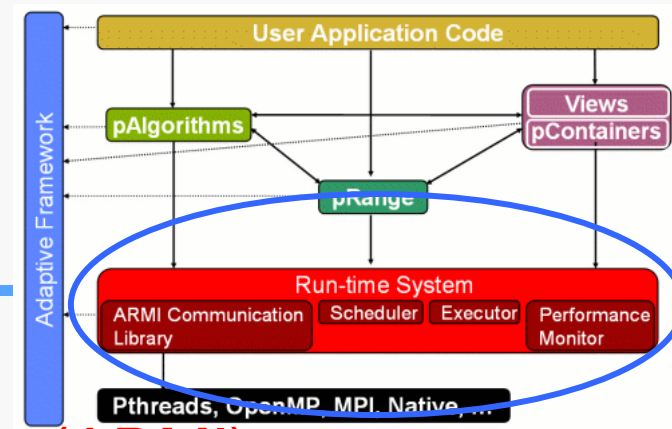 User Application Code
Adaptive Framework
Views
pContainers
pAlgorithms
pRange
Run-time System
ARMI Communication
Library
Scheduler
Executor
Performance
Monitor
Pthreads, OpenMP, MPI, Native, ...